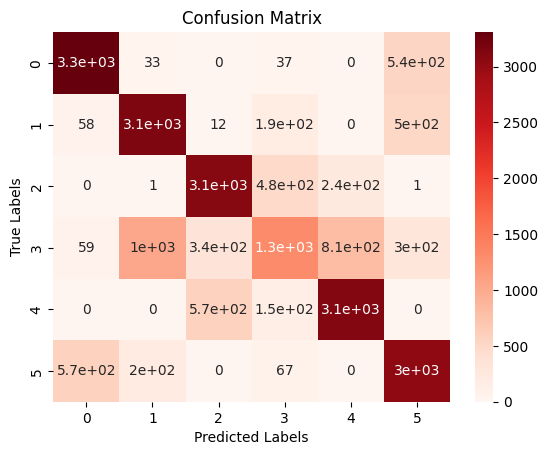 Confusion Matrix
0 3.3e+03 33 0 37 0 5.4e+02
1 58 3.1e+03 12 1.9e+02 0 5e+02
2 0 1 3.1e+03 4.8e+02 2.4e+02 1
3 59 1e+03 3.4e+02 1.3e+03 8.1e+02 3e+02
4 0 0 5.7e+02 1.5e+02 3.1e+03 0
5 5.7e+02 2e+02 0 67 0 3e+03
0 1 2 3 4 5
Predicted Labels
True Labels
3000
2500
2000
1500
1000
500
0